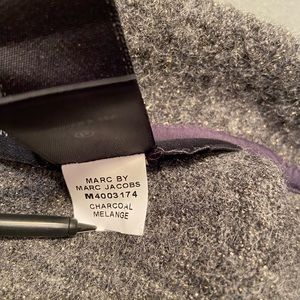 MARC BY
MARC JACOBS
M4003174
CHARCOAL
MELANGE